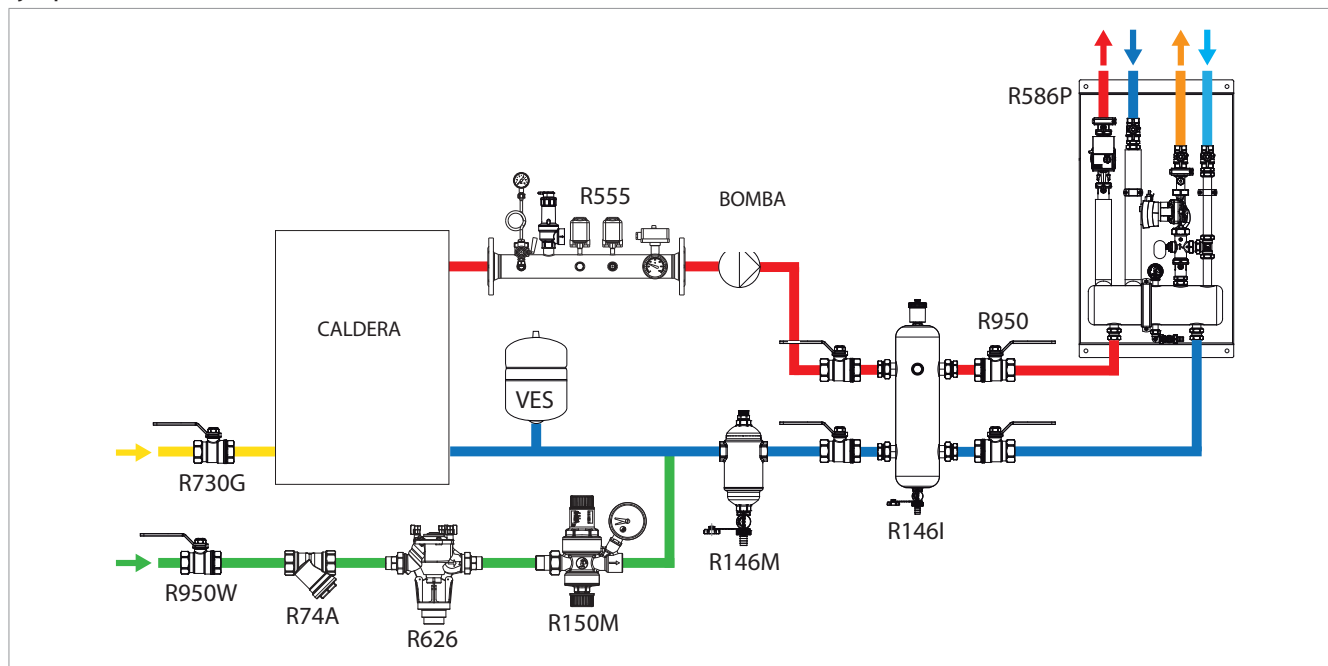 R586P
R555
BOMBA
CALDERA
R950
VES
R730G
R146I
R146M
R950W
R74A
R626
R150M